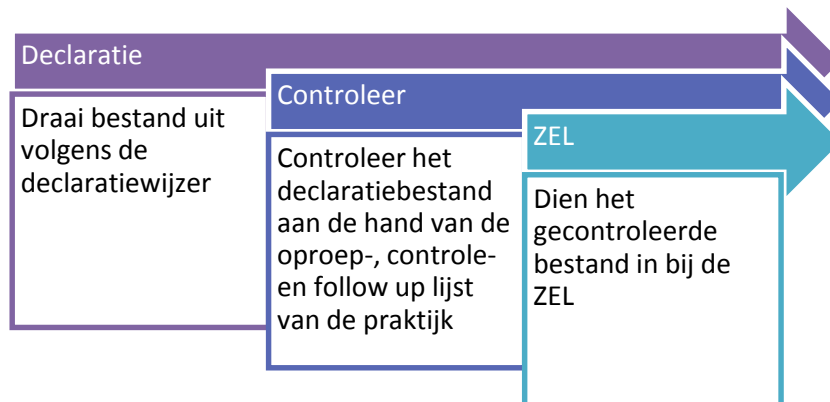 Declaratie
Draai bestand uit
volgens de
declaratiewijzer
Controleer
Controleer het
declaratiebestand
aan de hand van de
oproep-, controle-
en follow up lijst
van de praktijk
ZEL
Dien het
gecontroleerde
bestand in bij de
ZEL